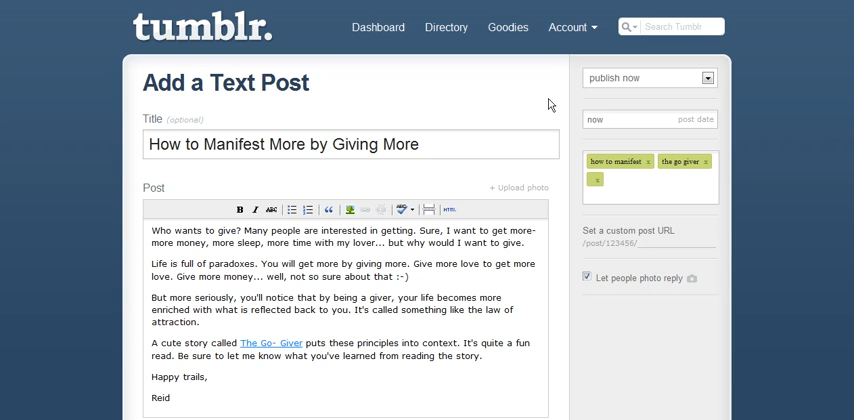 tumblr.
Dashboard Directory Goodies Account Search Tumblr
Add a Text Post
publish now
Title (optional)
now post date
How to Manifest More by Giving More
how to manifest x the go giver x
x
Post + Upload photo
B I ABC HTML
Who wants to give? Many people are interested in getting. Sure, I want to get more-
more money, more sleep, more time with my lover... but why would I want to give.
Set a custom post URL
/post/123456/
Life is full of paradoxes. You will get more by giving more. Give more love to get more
love. Give more money... well, not so sure about that :-)
Let people photo reply
But more seriously, you'll notice that by being a giver, your life becomes more
enriched with what is reflected back to you. It's called something like the law of
attraction.
A cute story called The Go- Giver puts these principles into context. It's quite a fun
read. Be sure to let me know what you've learned from reading the story.
Happy trails,
Reid